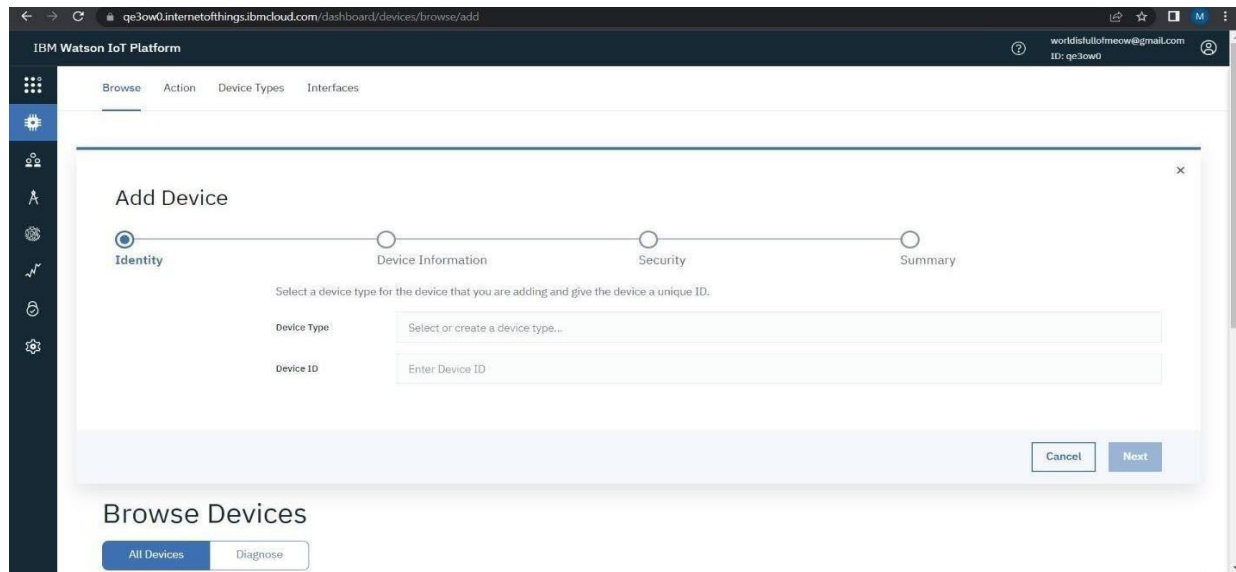 qe3ow0.internetofthings.ibmcloud.com/dashboard/devices/browse/add
M
IBM Watson IoT Platform
worldisfullofmeow@gmail.com
ID: qe3ow0
Browse Action Device Types Interfaces
Add Device
Identity Device Information Security Summary
Select a device type for the device that you are adding and give the device a unique ID.
Device Type Select or create a device type...
Device ID Enter Device ID
Cancel Next
Browse Devices
All Devices Diagnose